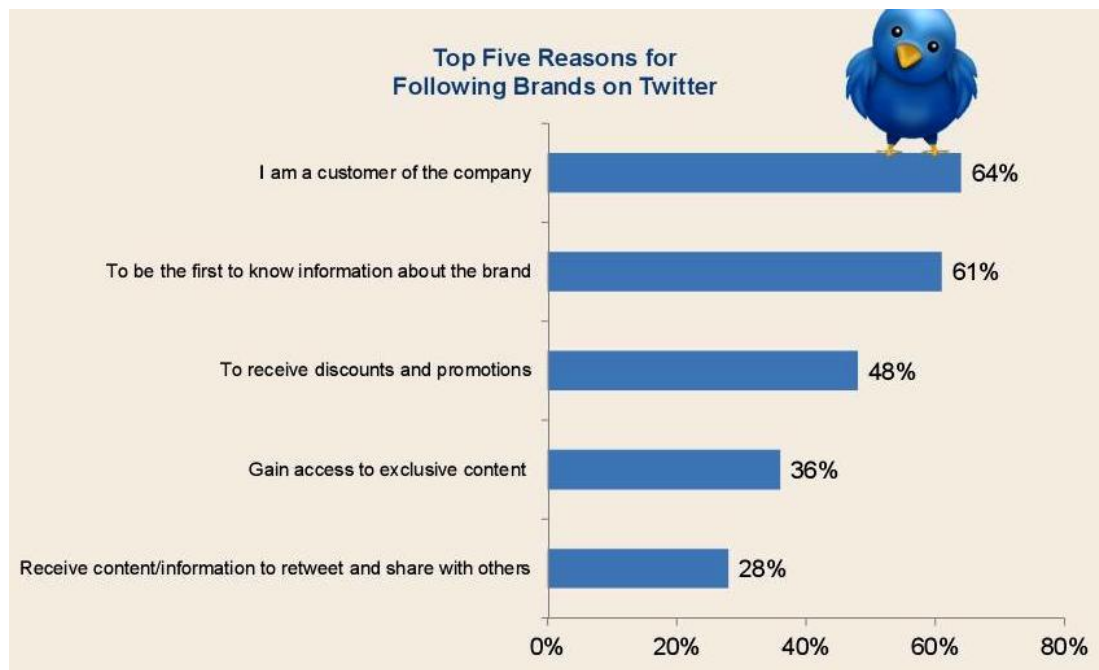 Top Five Reasons for
Following Brands on Twitter
I am a customer of the company
64%
To be the first to know information about the brand
61%
To receive discounts and promotions
48%
Gain access to exclusive content
36%
Receive content/information to retweet and share with others
28%
0% 20% 40% 60% 80%